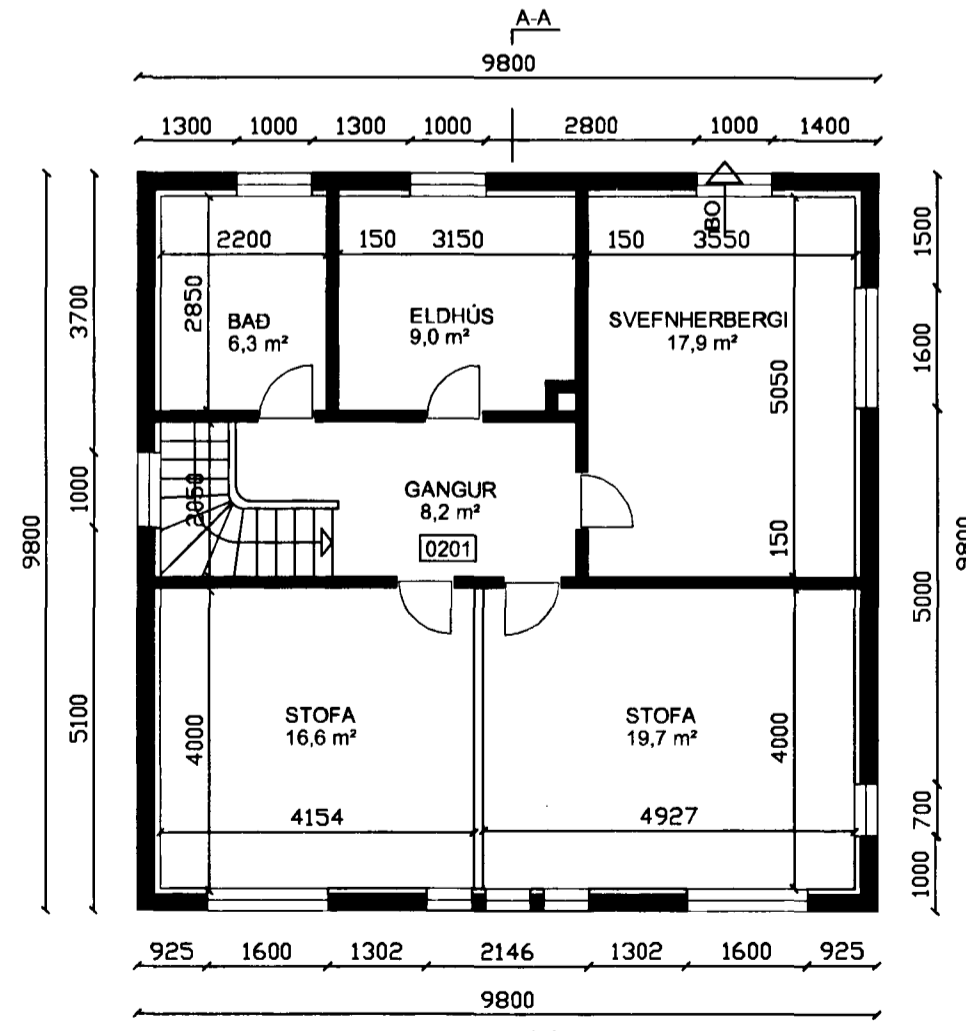 A-A
9800
1300 1000 1300 1000 2800 1000 1400
BO
2200 150 3150 150 3550
3700
1000
5100
9800
2850
BAÐ
6,3 m²
ELDHÚS
9,0 m²
SVEFNHERBERGI
17,9 m²
5050
150
1500
1600
5000
700
1000
9800
2050
GANGUR
8,2 m²
0201
STOFA
16,6 m²
4000
4154
STOFA
19,7 m²
4000
4927
925 1600 1302 2146 1302 1600 925
9800